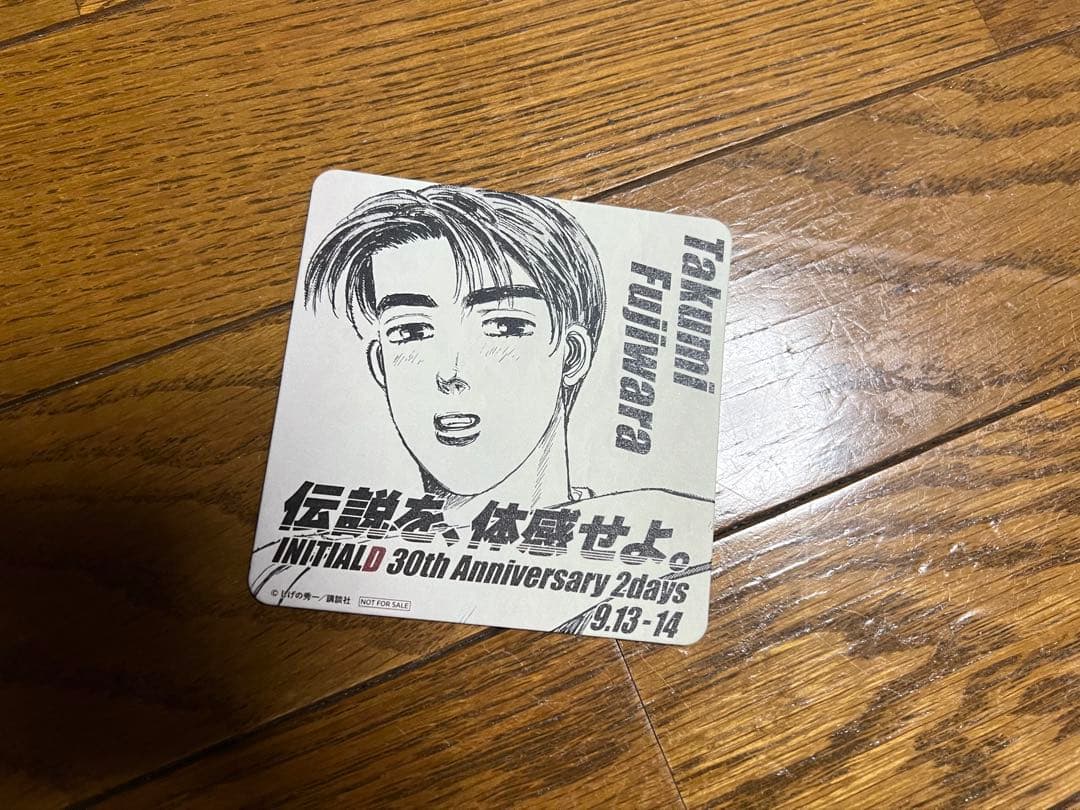 Takumi
Fujiwara
伝説を、体感せよ。
INITIALD 30th Anniversary 2days
9.13-14
© しげの秀一／講談社 NOT FOR SALE